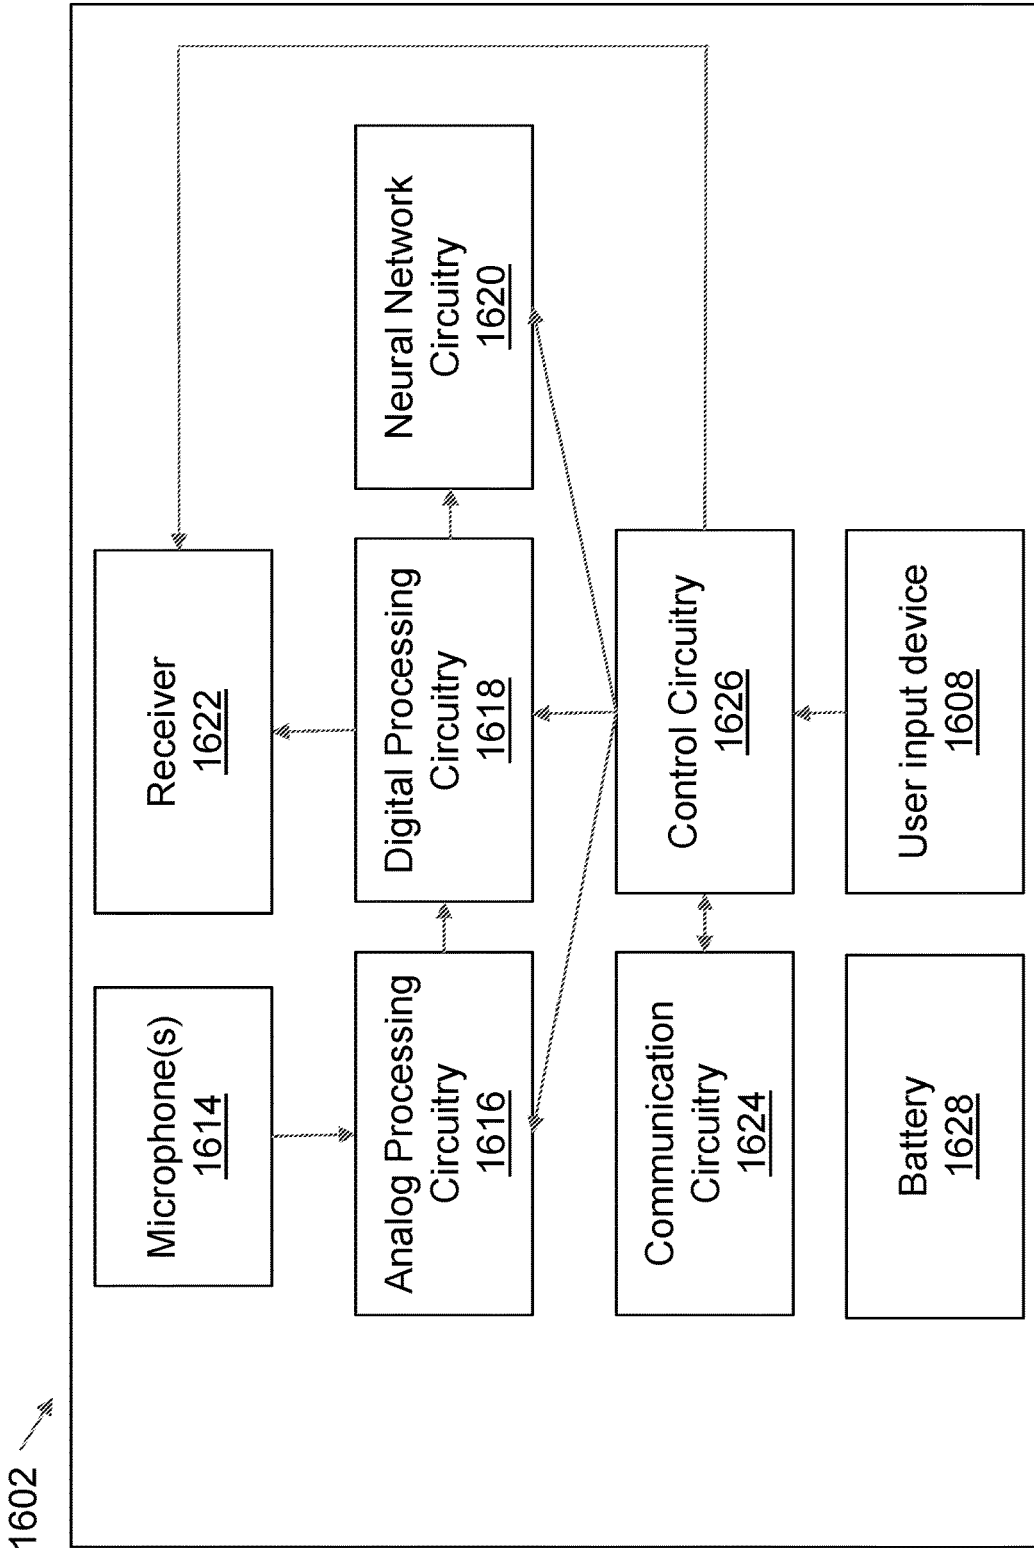 1602
Microphone(s)
1614
Receiver
1622
Analog Processing
Circuitry
1616
Digital Processing
Circuitry
1618
Neural Network
Circuitry
1620
Communication
Circuitry
1624
Control Circuitry
1626
Battery
1628
User input device
1608